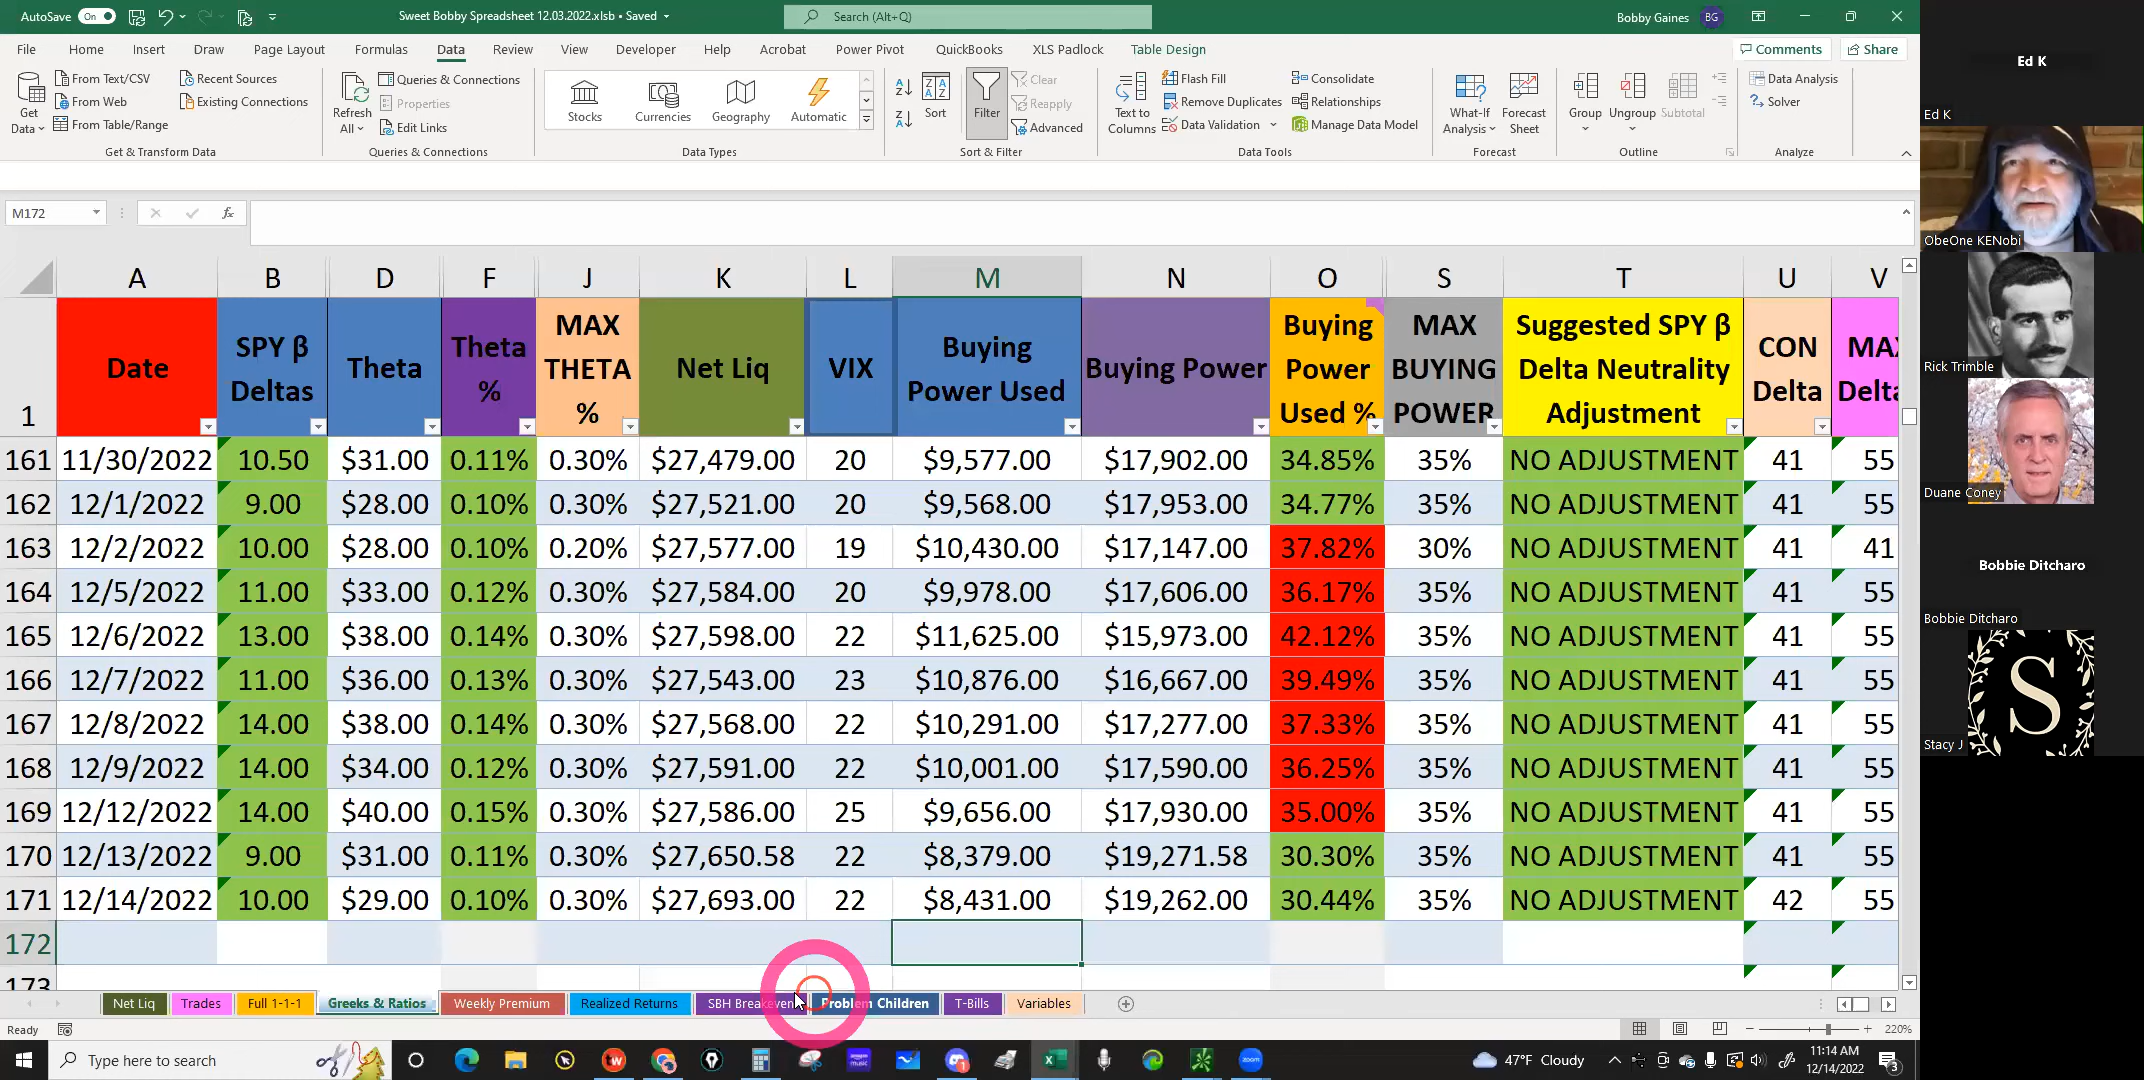 AutoSave On Sweet Bobby Spreadsheet 12.03.2022.xlsb • Saved Search (Alt+Q) Bobby Gaines BG
File Home Insert Draw Page Layout Formulas Data Review View Developer Help Acrobat Power Pivot QuickBooks XLS Padlock Table Design Comments Share
Get Data
From Text/CSV
From Web
From Table/Range
Recent Sources
Existing Connections
Get & Transform Data
Refresh All
Queries & Connections
Properties
Edit Links
Queries & Connections
Stocks Currencies Geography Automatic
Data Types
Sort
Filter
Clear
Reapply
Advanced
Sort & Filter
Text to Columns
Flash Fill
Remove Duplicates
Data Validation
Consolidate
Relationships
Manage Data Model
Data Tools
What-If Analysis
Forecast Sheet
Forecast
Group Ungroup Subtotal
Outline
Data Analysis
Solver
Analyze
M172 fx
A B D F J K L M N O S T U V
1 Date SPY β Deltas Theta Theta % MAX THETA % Net Liq VIX Buying Power Used Buying Power Buying Power Used % MAX BUYING POWER Suggested SPY β Delta Neutrality Adjustment CON Delta MAX Delta
161 11/30/2022 10.50 $31.00 0.11% 0.30% $27,479.00 20 $9,577.00 $17,902.00 34.85% 35% NO ADJUSTMENT 41 55
162 12/1/2022 9.00 $28.00 0.10% 0.30% $27,521.00 20 $9,568.00 $17,953.00 34.77% 35% NO ADJUSTMENT 41 55
163 12/2/2022 10.00 $28.00 0.10% 0.20% $27,577.00 19 $10,430.00 $17,147.00 37.82% 30% NO ADJUSTMENT 41 41
164 12/5/2022 11.00 $33.00 0.12% 0.30% $27,584.00 20 $9,978.00 $17,606.00 36.17% 35% NO ADJUSTMENT 41 55
165 12/6/2022 13.00 $38.00 0.14% 0.30% $27,598.00 22 $11,625.00 $15,973.00 42.12% 35% NO ADJUSTMENT 41 55
166 12/7/2022 11.00 $36.00 0.13% 0.30% $27,543.00 23 $10,876.00 $16,667.00 39.49% 35% NO ADJUSTMENT 41 55
167 12/8/2022 14.00 $38.00 0.14% 0.30% $27,568.00 22 $10,291.00 $17,277.00 37.33% 35% NO ADJUSTMENT 41 55
168 12/9/2022 14.00 $34.00 0.12% 0.30% $27,591.00 22 $10,001.00 $17,590.00 36.25% 35% NO ADJUSTMENT 41 55
169 12/12/2022 14.00 $40.00 0.15% 0.30% $27,586.00 25 $9,656.00 $17,930.00 35.00% 35% NO ADJUSTMENT 41 55
170 12/13/2022 9.00 $31.00 0.11% 0.30% $27,650.58 22 $8,379.00 $19,271.58 30.30% 35% NO ADJUSTMENT 41 55
171 12/14/2022 10.00 $29.00 0.10% 0.30% $27,693.00 22 $8,431.00 $19,262.00 30.44% 35% NO ADJUSTMENT 42 55
172
173
Net Liq Trades Full 1-1-1 Greeks & Ratios Weekly Premium Realized Returns SBH Breakeven Problem Children T-Bills Variables
Ready 220%
Type here to search 47°F Cloudy 11:14 AM
12/14/2022 3
Ed K
Ed K
ObeOne KENobi
Rick Trimble
Duane Coney
Bobbie Ditcharo
Bobbie Ditcharo
S
Stacy J